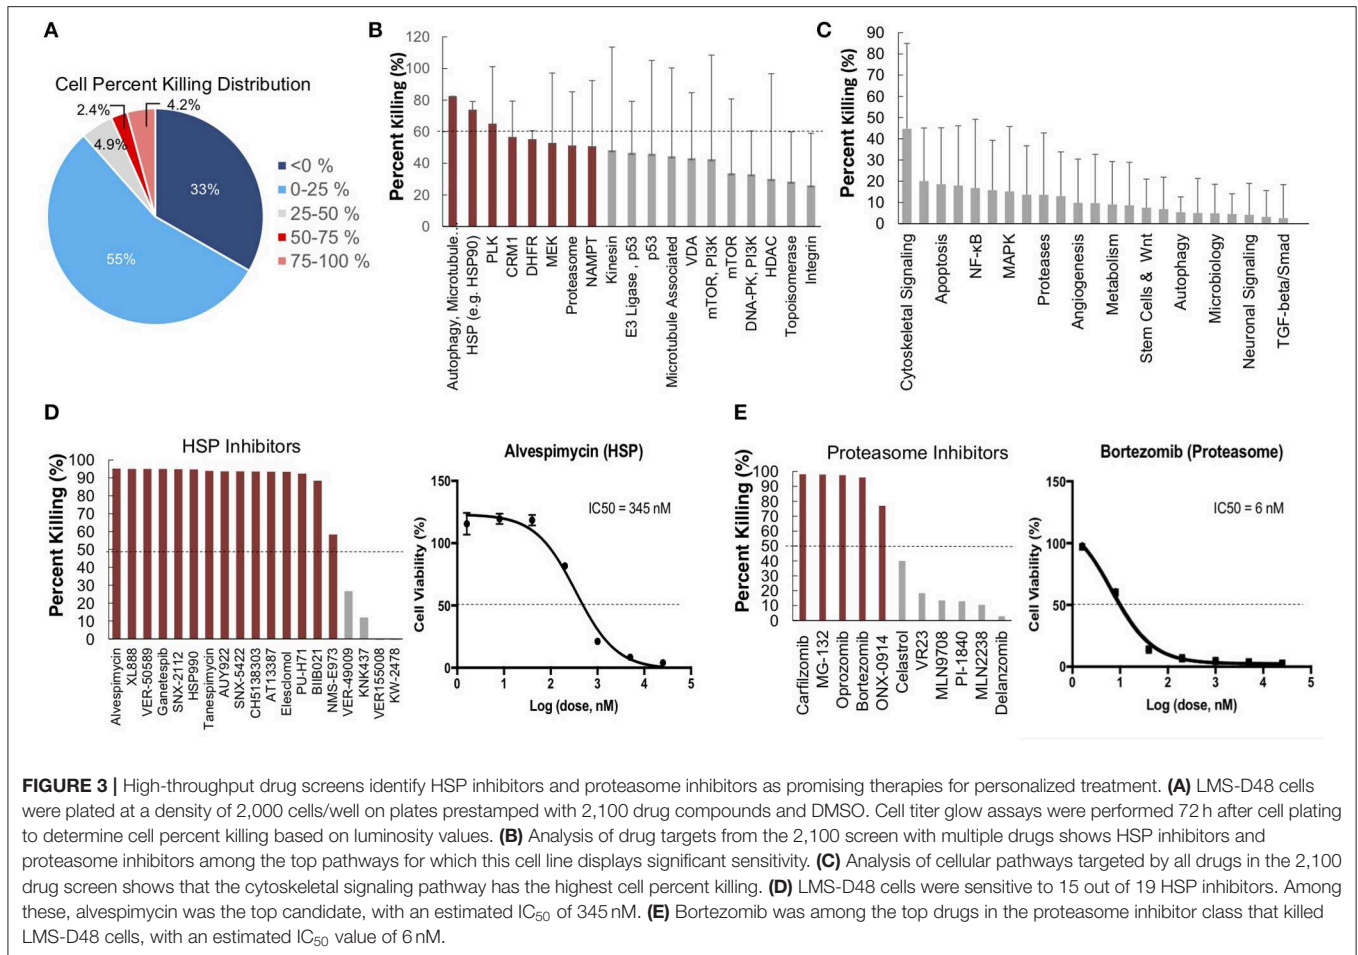 A
Cell Percent Killing Distribution
2.4%
4.2%
4.9%
33%
55%
<0 %
0-25 %
25-50 %
50-75 %
75-100 %
B
Percent Killing (%)
120
100
80
60
40
20
0
Autophagy, Microtubule...
HSP (e.g. HSP90)
PLK
CRM1
DHFR
MEK
Proteasome
NAMPT
Kinesin
E3 Ligase , p53
p53
Microtubule Associated
VDA
mTOR, PI3K
mTOR
DNA-PK, PI3K
HDAC
Topoisomerase
Integrin
C
Percent Killing (%)
90
80
70
60
50
40
30
20
10
0
Cytoskeletal Signaling
Apoptosis
NF-κB
MAPK
Proteases
Angiogenesis
Metabolism
Stem Cells & Wnt
Autophagy
Microbiology
Neuronal Signaling
TGF-beta/Smad
D
HSP Inhibitors
Percent Killing (%)
100
90
80
70
60
50
40
30
20
10
0
Alvespimycin
XL888
VER-50589
Ganetespib
SNX-2112
HSP990
Tanespimycin
AUY922
SNX-5422
CH5138303
AT13387
Elesclomol
PU-H71
BIIB021
NMS-E973
VER-49009
KNK437
VER155008
KW-2478
Alvespimycin (HSP)
IC50 = 345 nM
Cell Viability (%)
150
100
50
0
0 1 2 3 4 5
Log (dose, nM)
E
Proteasome Inhibitors
Percent Killing (%)
100
90
80
70
60
50
40
30
20
10
0
Carfilzomib
MG-132
Oprozomib
Bortezomib
ONX-0914
Celastrol
VR23
MLN9708
PI-1840
MLN2238
Delanzomib
Bortezomib (Proteasome)
IC50 = 6 nM
Cell Viability (%)
150
100
50
0
0 1 2 3 4 5
Log (dose, nM)
FIGURE 3 | High-throughput drug screens identify HSP inhibitors and proteasome inhibitors as promising therapies for personalized treatment. (A) LMS-D48 cells
were plated at a density of 2,000 cells/well on plates prestamped with 2,100 drug compounds and DMSO. Cell titer glow assays were performed 72 h after cell plating
to determine cell percent killing based on luminosity values. (B) Analysis of drug targets from the 2,100 screen with multiple drugs shows HSP inhibitors and
proteasome inhibitors among the top pathways for which this cell line displays significant sensitivity. (C) Analysis of cellular pathways targeted by all drugs in the 2,100
drug screen shows that the cytoskeletal signaling pathway has the highest cell percent killing. (D) LMS-D48 cells were sensitive to 15 out of 19 HSP inhibitors. Among
these, alvespimycin was the top candidate, with an estimated IC50 of 345 nM. (E) Bortezomib was among the top drugs in the proteasome inhibitor class that killed
LMS-D48 cells, with an estimated IC50 value of 6 nM.